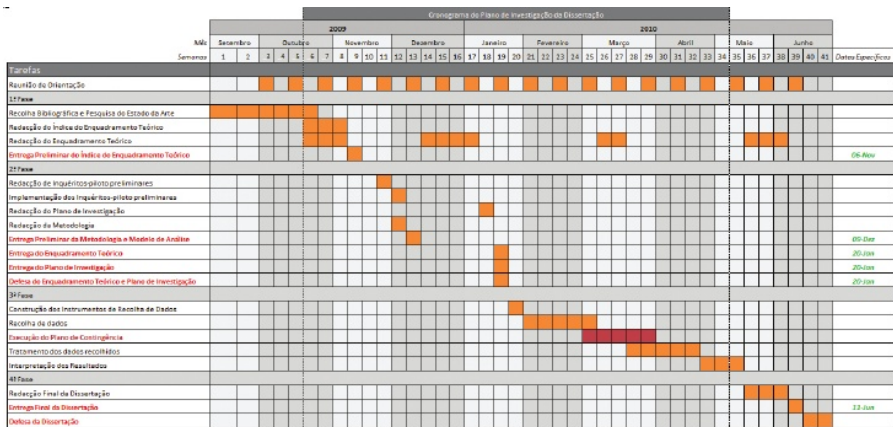 Cronograma do Plano de Investigação da Dissertação
2009 2010
Mês Setembro Outubro Novembro Dezembro Janeiro Fevereiro Março Abril Maio Junho
Semanas 1 2 3 4 5 6 7 8 9 10 11 12 13 14 15 16 17 18 19 20 21 22 23 24 25 26 27 28 29 30 31 32 33 34 35 36 37 38 39 40 41 Datas Específicas
Tarefas
Reunião de Orientação
1ª Fase
Recolha Bibliográfica e Pesquisa do Estado da Arte
Redacção do Índice do Enquadramento Teórico
Redacção do Enquadramento Teórico
Entrega Preliminar do Índice do Enquadramento Teórico 06-Nov
2ª Fase
Redacção de Inquéritos-piloto preliminares
Implementação dos Inquéritos-piloto preliminares
Redacção do Plano de Investigação
Redacção da Metodologia
Entrega Preliminar da Metodologia e Modelo de Análise 09-Dez
Entrega do Enquadramento Teórico 20-Jan
Entrega do Plano de Investigação 20-Jan
Defesa do Enquadramento Teórico e Plano de Investigação 20-Jan
3ª Fase
Construção dos Instrumentos de Recolha de Dados
Recolha de dados
Execução do Plano de Contingência
Tratamento dos dados recolhidos
Interpretação dos Resultados
4ª Fase
Redacção Final da Dissertação
Entrega Final da Dissertação 11-Jun
Defesa da Dissertação